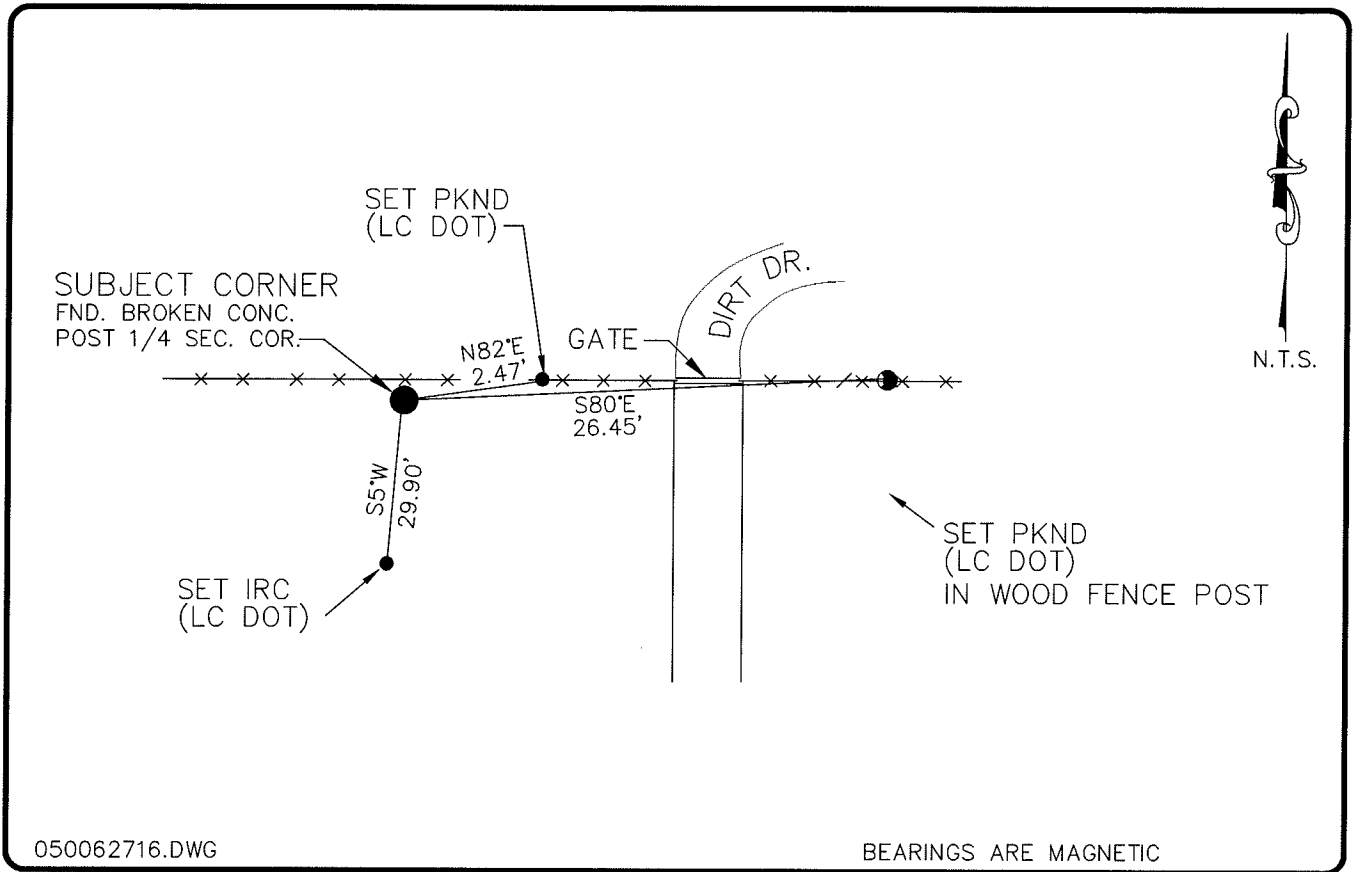 SET PKND
(LC DOT)
SUBJECT CORNER
FND. BROKEN CONC.
POST 1/4 SEC. COR.
N82°E
2.47'
GATE
DIRT DR.
N.T.S.
S80°E
26.45'
S5°W
29.90'
SET IRC
(LC DOT)
SET PKND
(LC DOT)
IN WOOD FENCE POST
050062716.DWG
BEARINGS ARE MAGNETIC